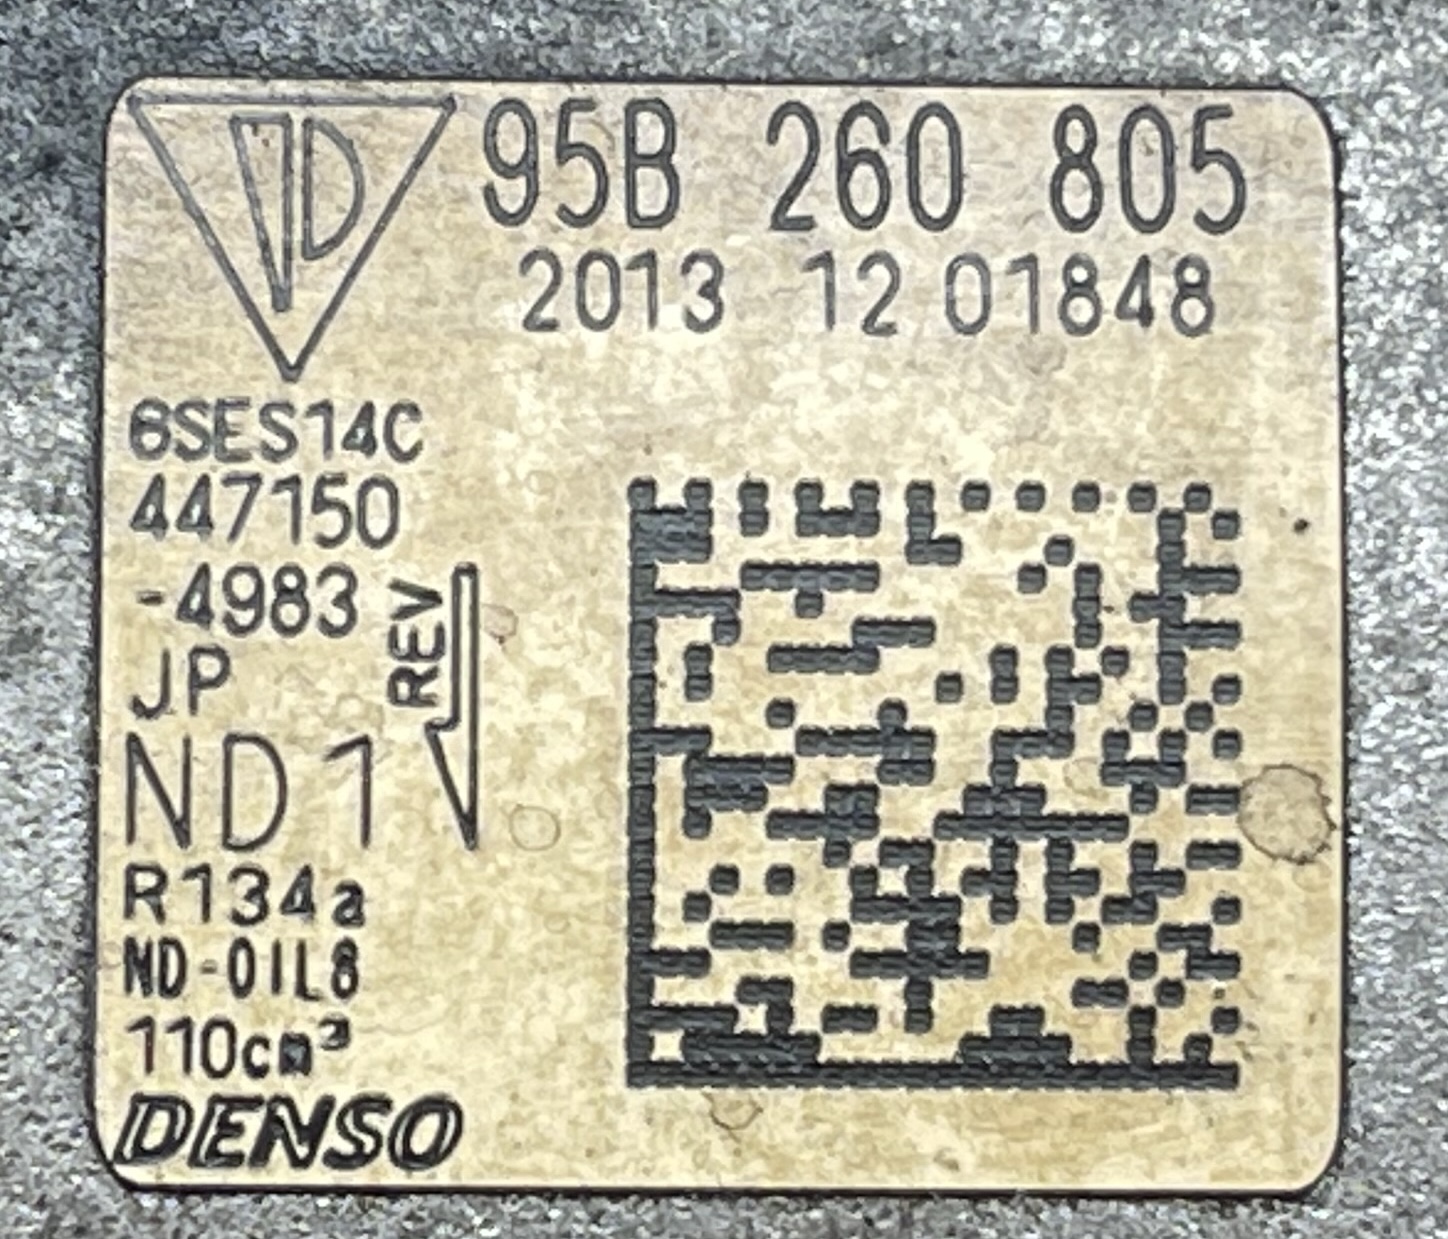 95B 260 805
2013 12 01848
6SES14C
447150
-4983
REV
JP
ND1
R134a
ND-OIL8
110cm³
DENSO